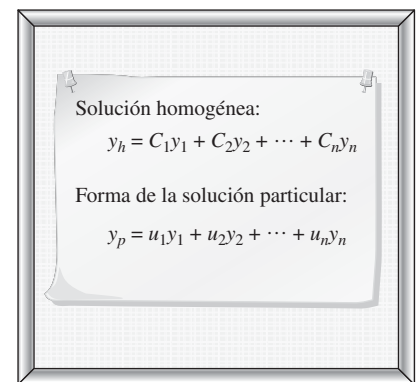 Solución homogénea:
y_h = C_1y_1 + C_2y_2 + ⋯ + C_ny_n
Forma de la solución particular:
y_p = u_1y_1 + u_2y_2 + ⋯ + u_ny_n